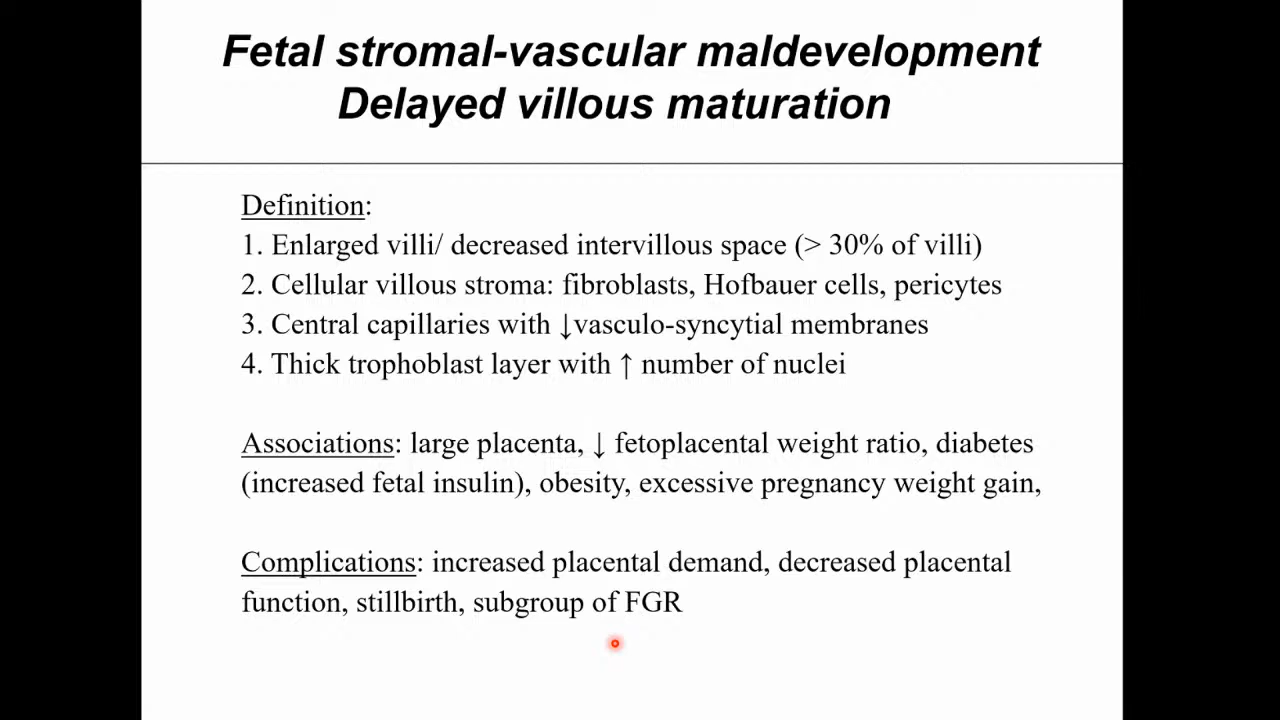 Fetal stromal-vascular maldevelopment
Delayed villous maturation
Definition:
1. Enlarged villi/ decreased intervillous space (> 30% of villi)
2. Cellular villous stroma: fibroblasts, Hofbauer cells, pericytes
3. Central capillaries with ↓vasculo-syncytial membranes
4. Thick trophoblast layer with ↑ number of nuclei
Associations: large placenta, ↓ fetoplacental weight ratio, diabetes
(increased fetal insulin), obesity, excessive pregnancy weight gain,
Complications: increased placental demand, decreased placental
function, stillbirth, subgroup of FGR